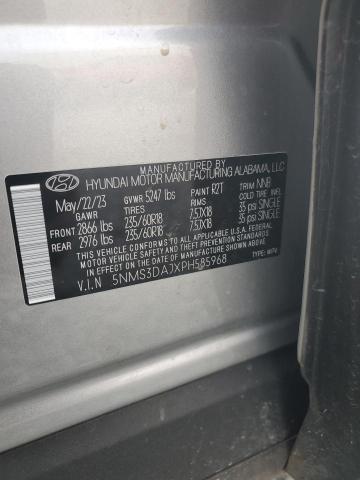 MANUFACTURED BY
HYUNDAI MOTOR MANUFACTURING ALABAMA, LLC
May/22/23 GVWR 5247 lbs PAINT R2T TRIM NNB
GAWR TIRES RIMS COLD TIRE PRESSURE
FRONT 2866 lbs 235/60R18 7.5JX18 35 PSI SINGLE
REAR 2976 lbs 235/60R18 7.5JX18 35 PSI SINGLE
THIS VEHICLE CONFORMS TO ALL APPLICABLE U.S.A FEDERAL
MOTOR VEHICLE SAFETY AND THEFT PREVENTION STANDARDS IN
EFFECT ON THE DATE OF MANUFACTURE SHOWN ABOVE.
V.I.N 5NMS3DAJXPH585968 TYPE: MPV